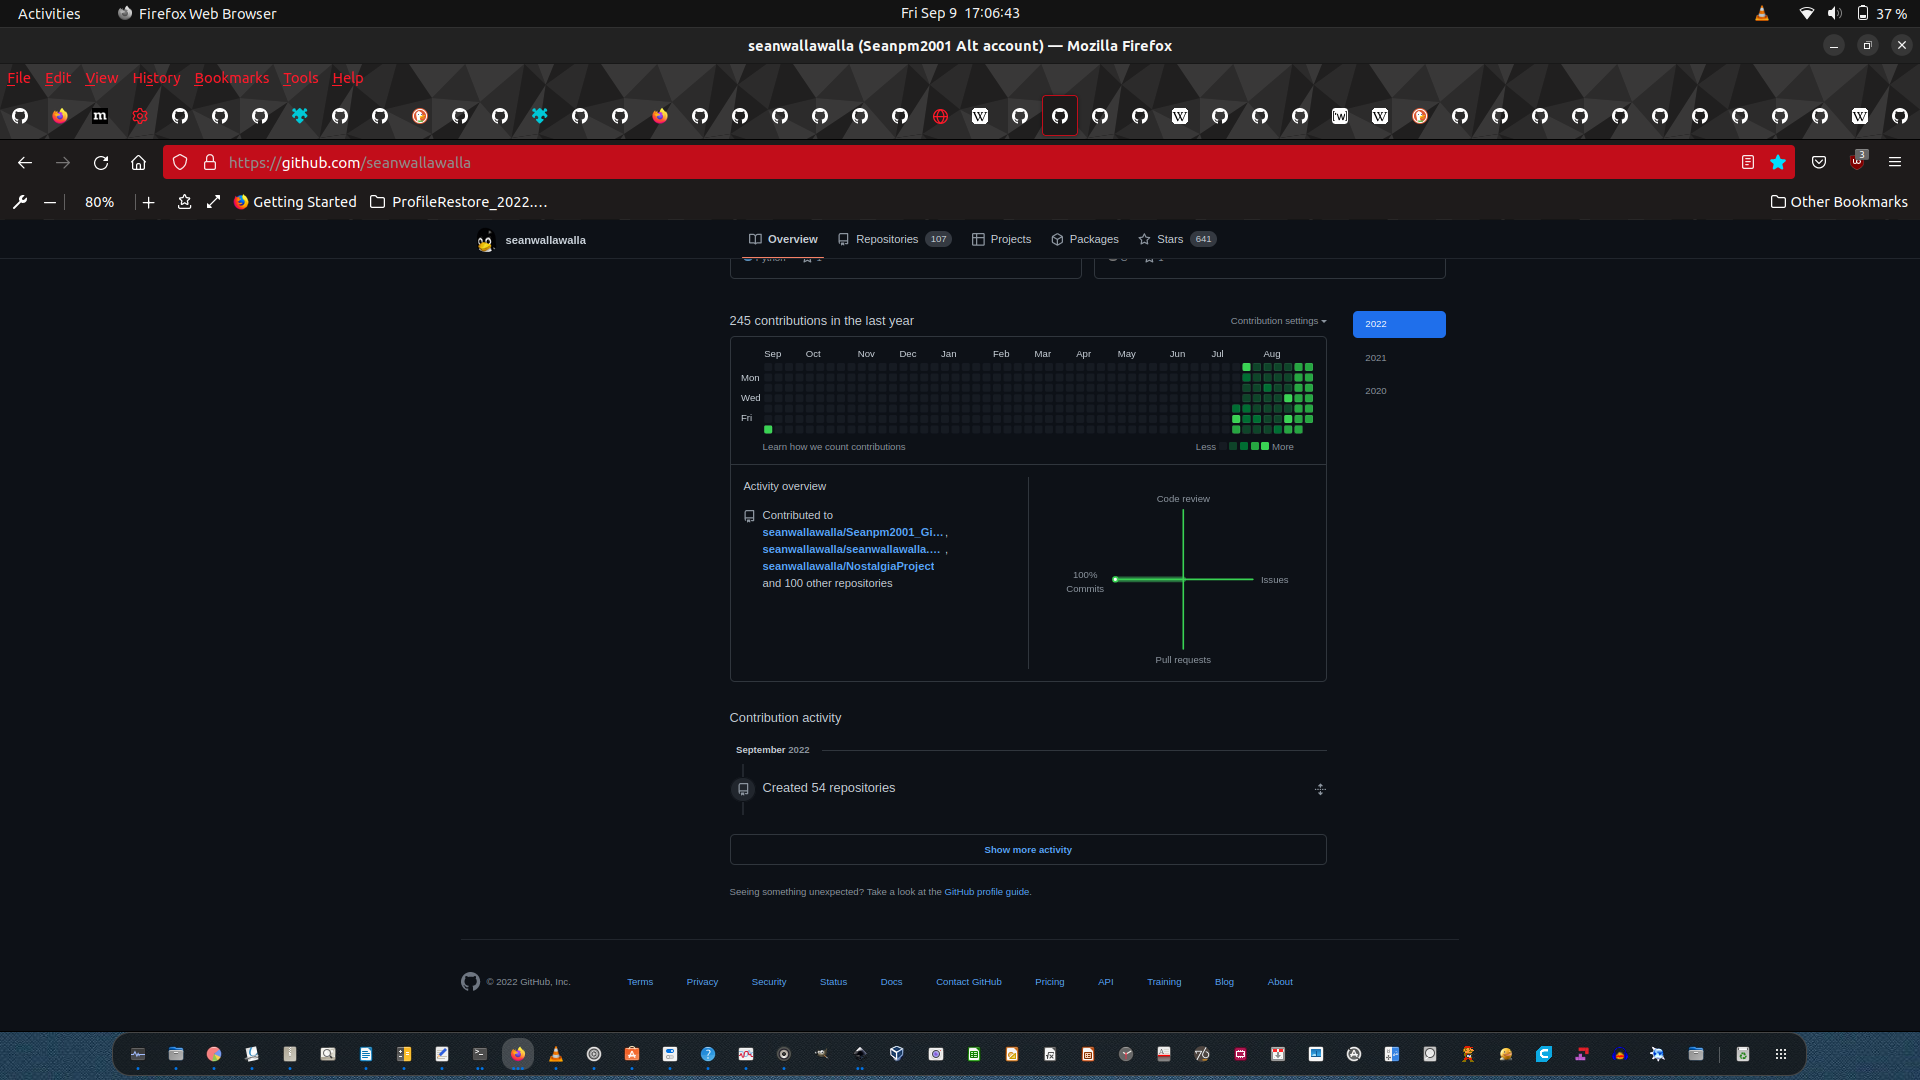 Activities Firefox Web Browser Fri Sep 9 17:06:43 37 %
seanwallawalla (Seanpm2001 Alt account) — Mozilla Firefox
File Edit View History Bookmarks Tools Help
https://github.com/seanwallawalla 3
80% Getting Started ProfileRestore_2022.… Other Bookmarks
seanwallawalla Overview Repositories 107 Projects Packages Stars 641
245 contributions in the last year Contribution settings 2022
Sep Oct Nov Dec Jan Feb Mar Apr May Jun Jul Aug
2021
Mon
2020
Wed
Fri
Learn how we count contributions Less More
Activity overview
Code review
Contributed to
seanwallawalla/Seanpm2001_Gi… ,
seanwallawalla/seanwallawalla.… ,
seanwallawalla/NostalgiaProject
and 100 other repositories
100%
Commits
Issues
Pull requests
Contribution activity
September 2022
Created 54 repositories
Show more activity
Seeing something unexpected? Take a look at the GitHub profile guide.
© 2022 GitHub, Inc. Terms Privacy Security Status Docs Contact GitHub Pricing API Training Blog About